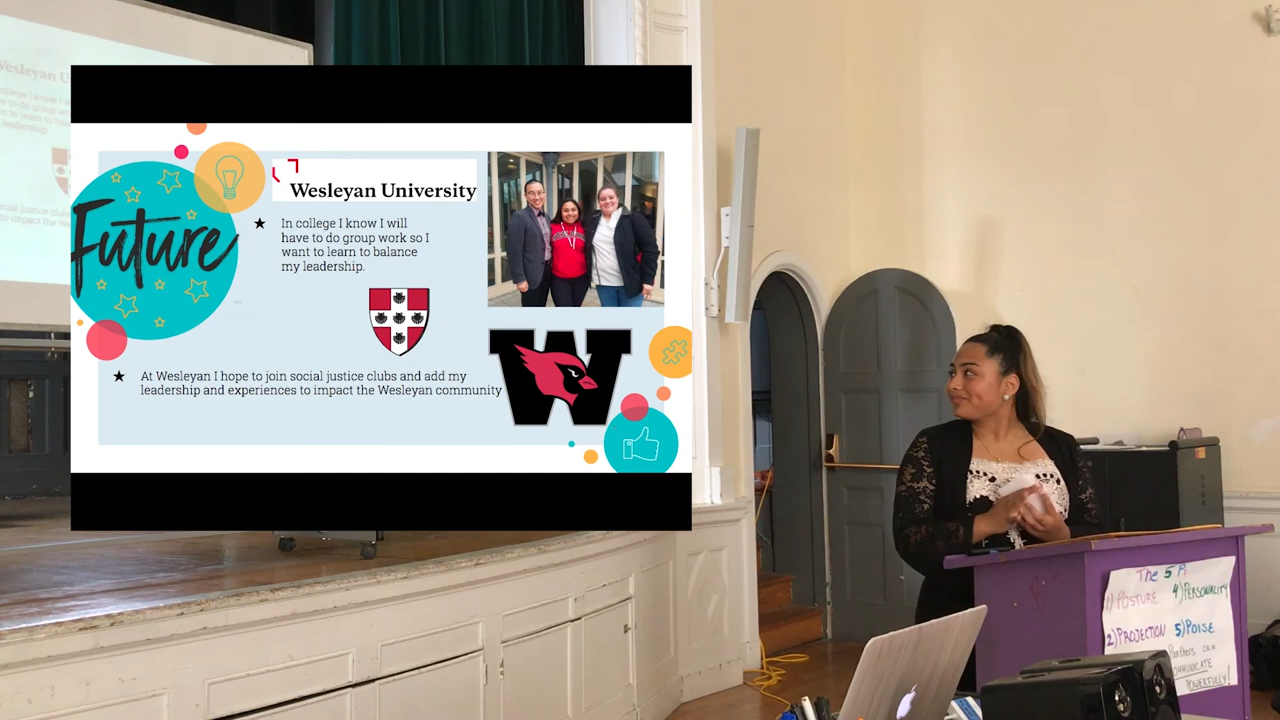 Wesleyan U
Future
Wesleyan University
★ In college I know I will
have to do group work so I
want to learn to balance
my leadership.
W
★ At Wesleyan I hope to join social justice clubs and add my
leadership and experiences to impact the Wesleyan community
The 5 P
1) POSTURE 4) PERSONALITY
2) PROJECTION 5) POISE
Panthers can
COMMUNICATE
POWERFULLY!